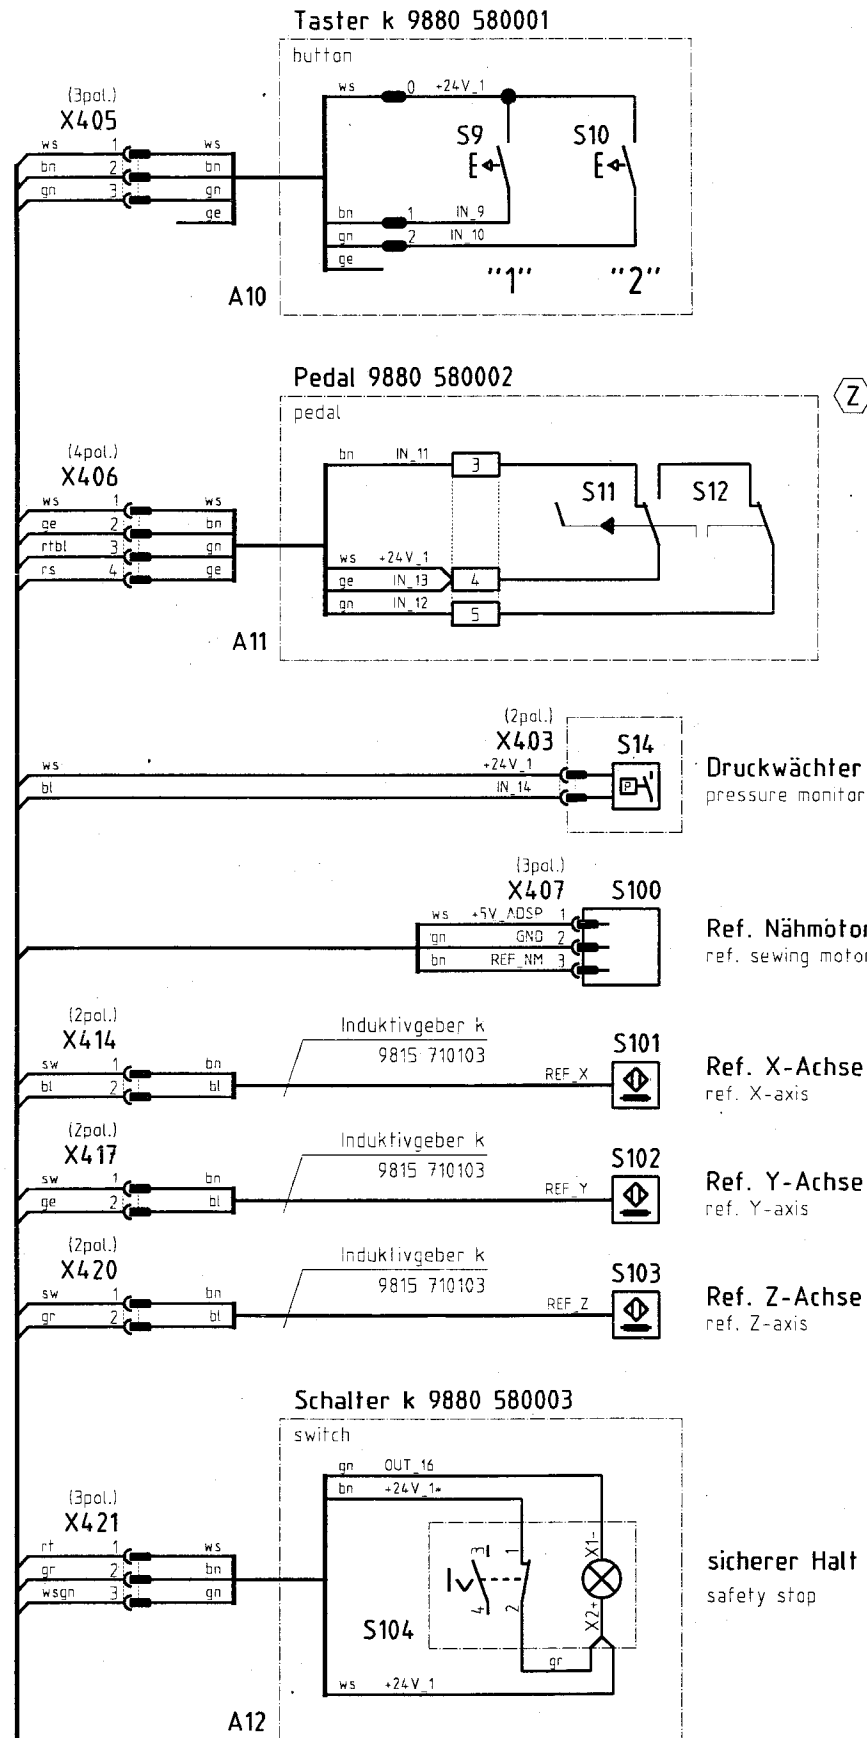 Taster k 9880 580001
button
(3pol.)
X405
ws 1 ws
bn 2 bn
gn 3 gn
ge
ws 0 +24V_1
S9 S10
bn 1 IN_9
gn 2 IN_10
ge
"1" "2"
A10
Pedal 9880 580002
pedal
Z
(4pol.)
X406
ws 1 ws
ge 2 bn
rtbl 3 gn
rs 4 ge
bn IN_11 3
S11 S12
ws +24V_1
ge IN_13 4
gn IN_12 5
A11
(2pol.)
X403 S14
ws +24V_1
bl IN_14
P
Druckwächter
pressure monitor
(3pol.)
X407 S100
ws +5V_ADSP 1
gn GND 2
bn REF_NM 3
Ref. Nähmotor
ref. sewing motor
(2pol.)
X414
sw 1 bn
bl 2 bl
Induktivgeber k
9815 710103
REF_X
S101
Ref. X-Achse
ref. X-axis
(2pol.)
X417
sw 1 bn
ge 2 bl
Induktivgeber k
9815 710103
REF_Y
S102
Ref. Y-Achse
ref. Y-axis
(2pol.)
X420
sw 1 bn
gr 2 bl
Induktivgeber k
9815 710103
REF_Z
S103
Ref. Z-Achse
ref. Z-axis
Schalter k 9880 580003
switch
(3pol.)
X421
rt 1 ws
gr 2 bn
wsgn 3 gn
gn OUT_16
bn +24V_1*
3 1 X1-
4 2 X2+
S104
gr
ws +24V_1
sicherer Halt
safety stop
A12